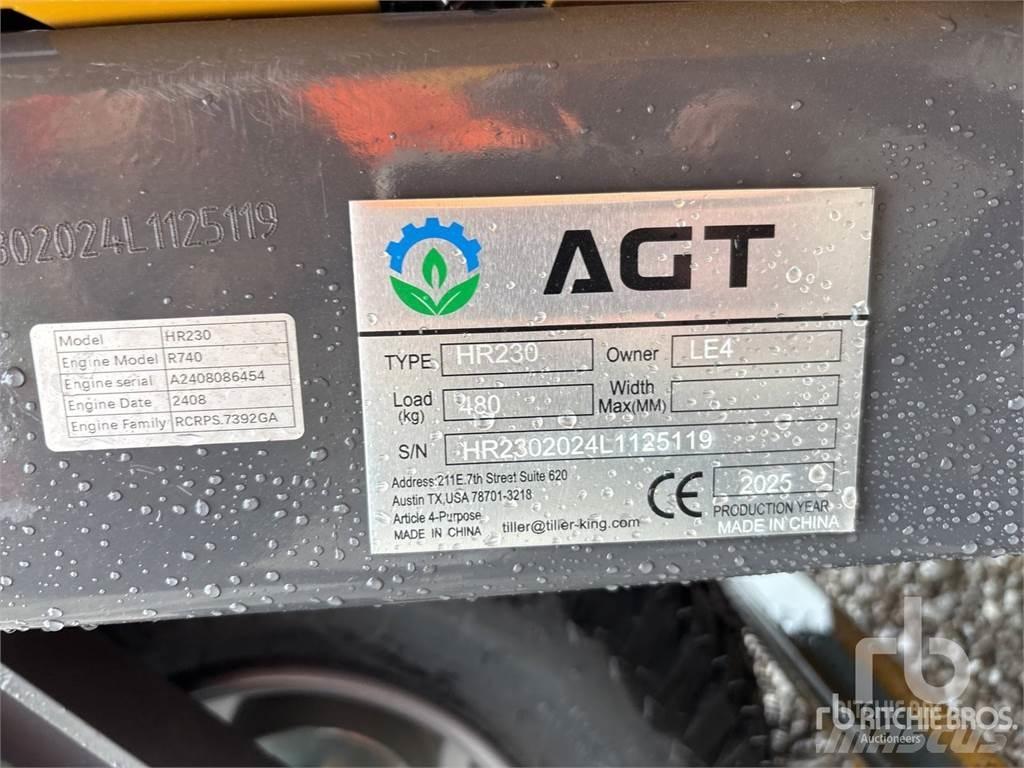 302024L1125119
Model HR230
Engine Model R740
Engine serial A2408086454
Engine Date 2408
Engine Family RCRPS.7392GA
AGT
TYPE HR230 Owner LE4
Load (kg) 480 Width Max(MM)
S/N HR2302024L1125119
Address:211E.7th Street Suite 620
Austin TX,USA 78701-3218
Article 4-Purpose
MADE IN CHINA tiller@tiller-king.com
CE 2025
PRODUCTION YEAR
MADE IN CHINA
rb
rb RITCHIE BROS.
Auctioneers
Mascus